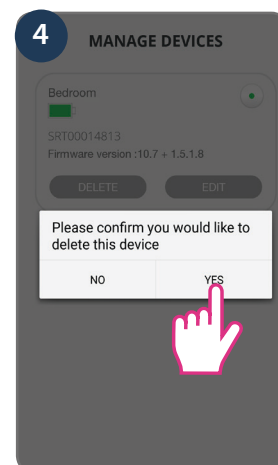 4
MANAGE DEVICES
Bedroom
SRT00014813
Firmware version :10.7 + 1.5.1.8
DELETE EDIT
Please confirm you would like to
delete this device
NO YES